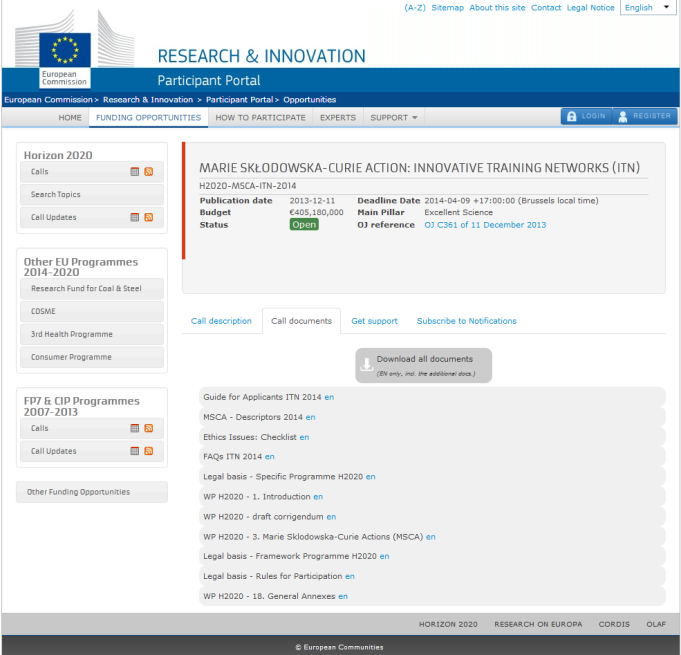 (A-Z) Sitemap About this site Contact Legal Notice English
European
Commission
RESEARCH & INNOVATION
Participant Portal
European Commission > Research & Innovation > Participant Portal > Opportunities
HOME FUNDING OPPORTUNITIES HOW TO PARTICIPATE EXPERTS SUPPORT LOGIN REGISTER
Horizon 2020
Calls
Search Topics
Call Updates
Other EU Programmes
2014-2020
Research Fund for Coal & Steel
COSME
3rd Health Programme
Consumer Programme
FP7 & CIP Programmes
2007-2013
Calls
Call Updates
Other Funding Opportunities
MARIE SKŁODOWSKA-CURIE ACTION: INNOVATIVE TRAINING NETWORKS (ITN)
H2020-MSCA-ITN-2014
Publication date 2013-12-11 Deadline Date 2014-04-09 +17:00:00 (Brussels local time)
Budget €405,180,000 Main Pillar Excellent Science
Status Open OJ reference OJ C361 of 11 December 2013
Call description Call documents Get support Subscribe to Notifications
Download all documents
(EN only, incl. the additional docs.)
Guide for Applicants ITN 2014 en
MSCA - Descriptors 2014 en
Ethics Issues: Checklist en
FAQs ITN 2014 en
Legal basis - Specific Programme H2020 en
WP H2020 - 1. Introduction en
WP H2020 - draft corrigendum en
WP H2020 - 3. Marie Sklodowska-Curie Actions (MSCA) en
Legal basis - Framework Programme H2020 en
Legal basis - Rules for Participation en
WP H2020 - 18. General Annexes en
HORIZON 2020 RESEARCH ON EUROPA CORDIS OLAF
© European Communities